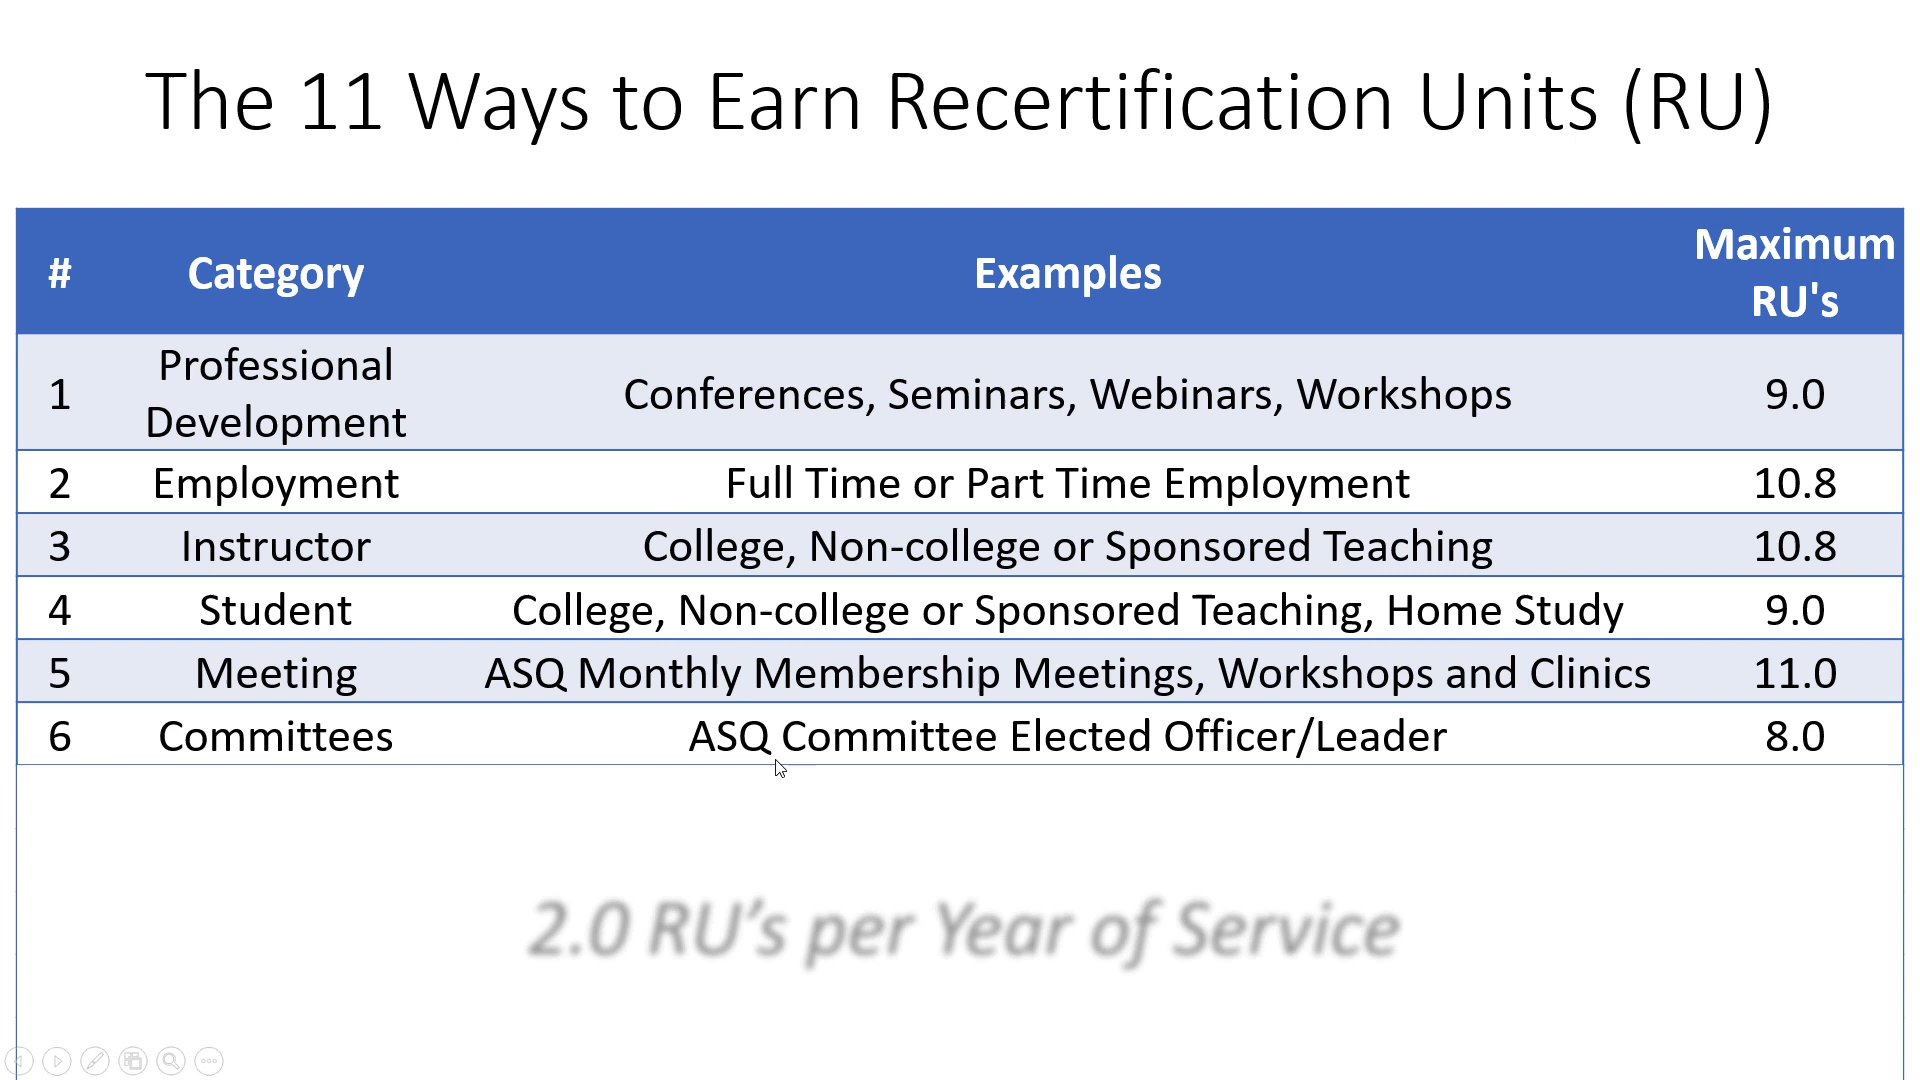 The 11 Ways to Earn Recertification Units (RU)
# Category Examples Maximum RU's
1 Professional Development Conferences, Seminars, Webinars, Workshops 9.0
2 Employment Full Time or Part Time Employment 10.8
3 Instructor College, Non-college or Sponsored Teaching 10.8
4 Student College, Non-college or Sponsored Teaching, Home Study 9.0
5 Meeting ASQ Monthly Membership Meetings, Workshops and Clinics 11.0
6 Committees ASQ Committee Elected Officer/Leader 8.0
2.0 RU’s per Year of Service